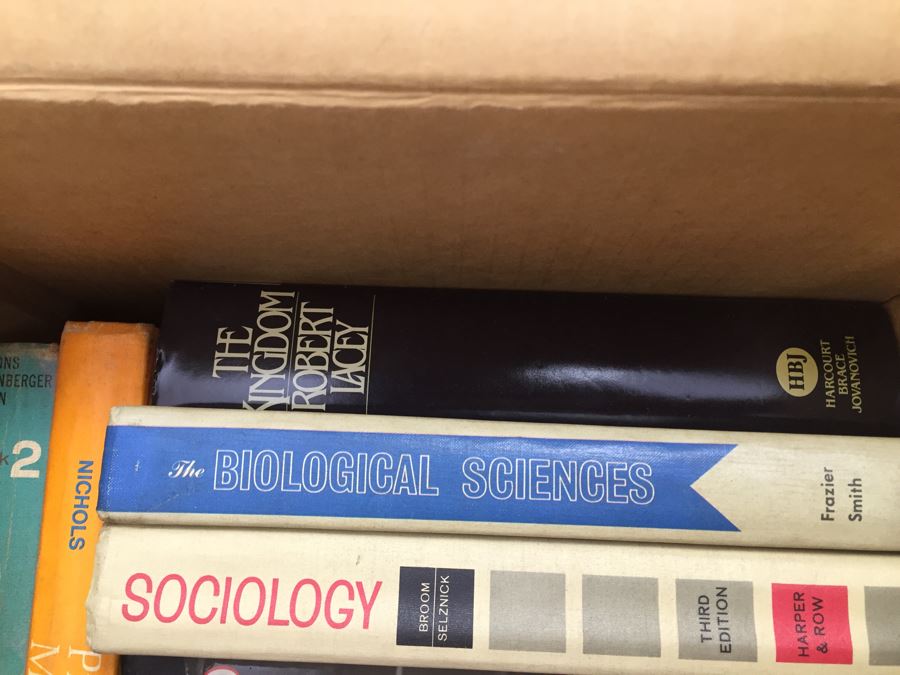 THE
KINGDOM
ROBERT
LACEY
HBJ
HARCOURT
BRACE
JOVANOVICH
2
NICHOLS
The BIOLOGICAL SCIENCES
Frazier
Smith
SOCIOLOGY
BROOM
SELZNICK
THIRD
EDITION
HARPER
& ROW